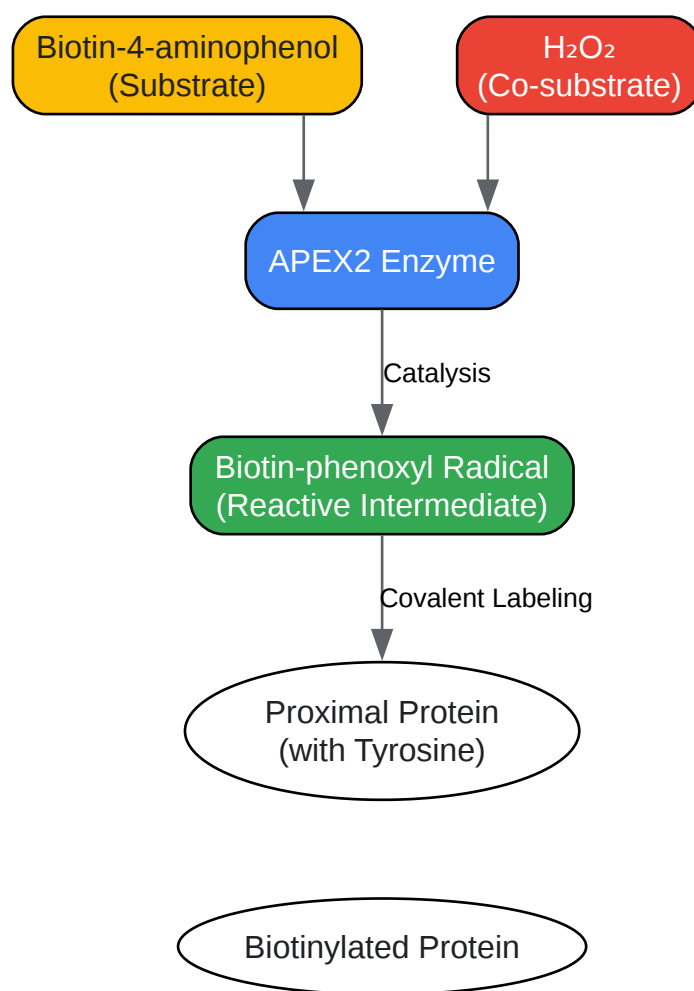 Biotin-4-aminophenol
(Substrate)
H₂O₂
(Co-substrate)
APEX2 Enzyme
Catalysis
Biotin-phenoxyl Radical
(Reactive Intermediate)
Covalent Labeling
Proximal Protein
(with Tyrosine)
Biotinylated Protein